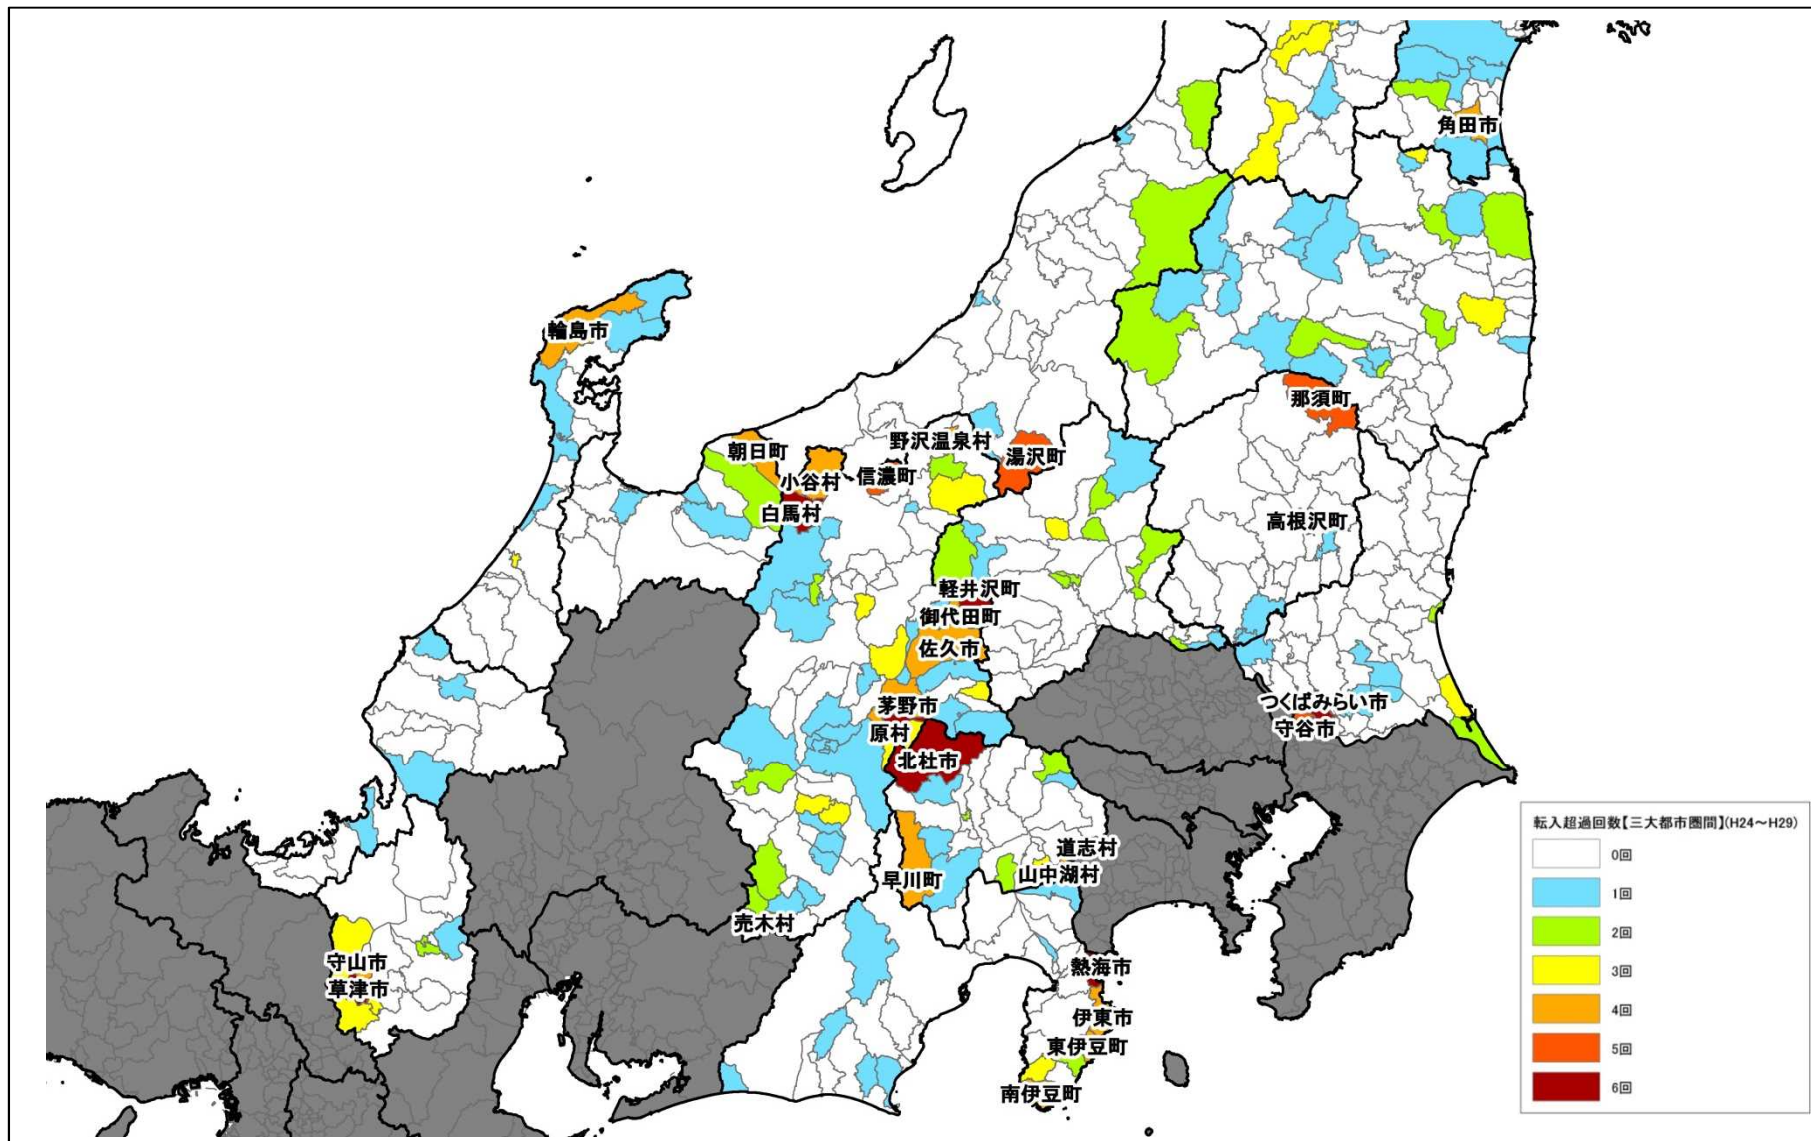 角田市
輪島市
那須町
野沢温泉村
朝日町
湯沢町
小谷村
信濃町
白馬村
高根沢町
軽井沢町
御代田町
佐久市
つくばみらい市
茅野市
守谷市
原村
北杜市
道志村
山中湖村
早川町
売木村
守山市
草津市
熱海市
伊東市
東伊豆町
南伊豆町
転入超過回数【三大都市圏間】(H24~H29)
0回
1回
2回
3回
4回
5回
6回